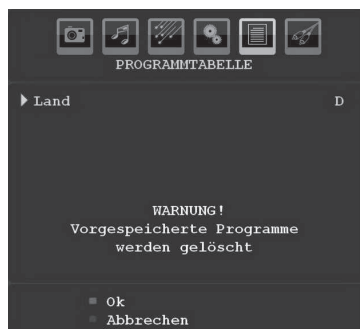 PROGRAMMTABELLE
Land D
WARNUNG!
Vorgespeicherte Programme
werden gelöscht
Ok
Abbrechen